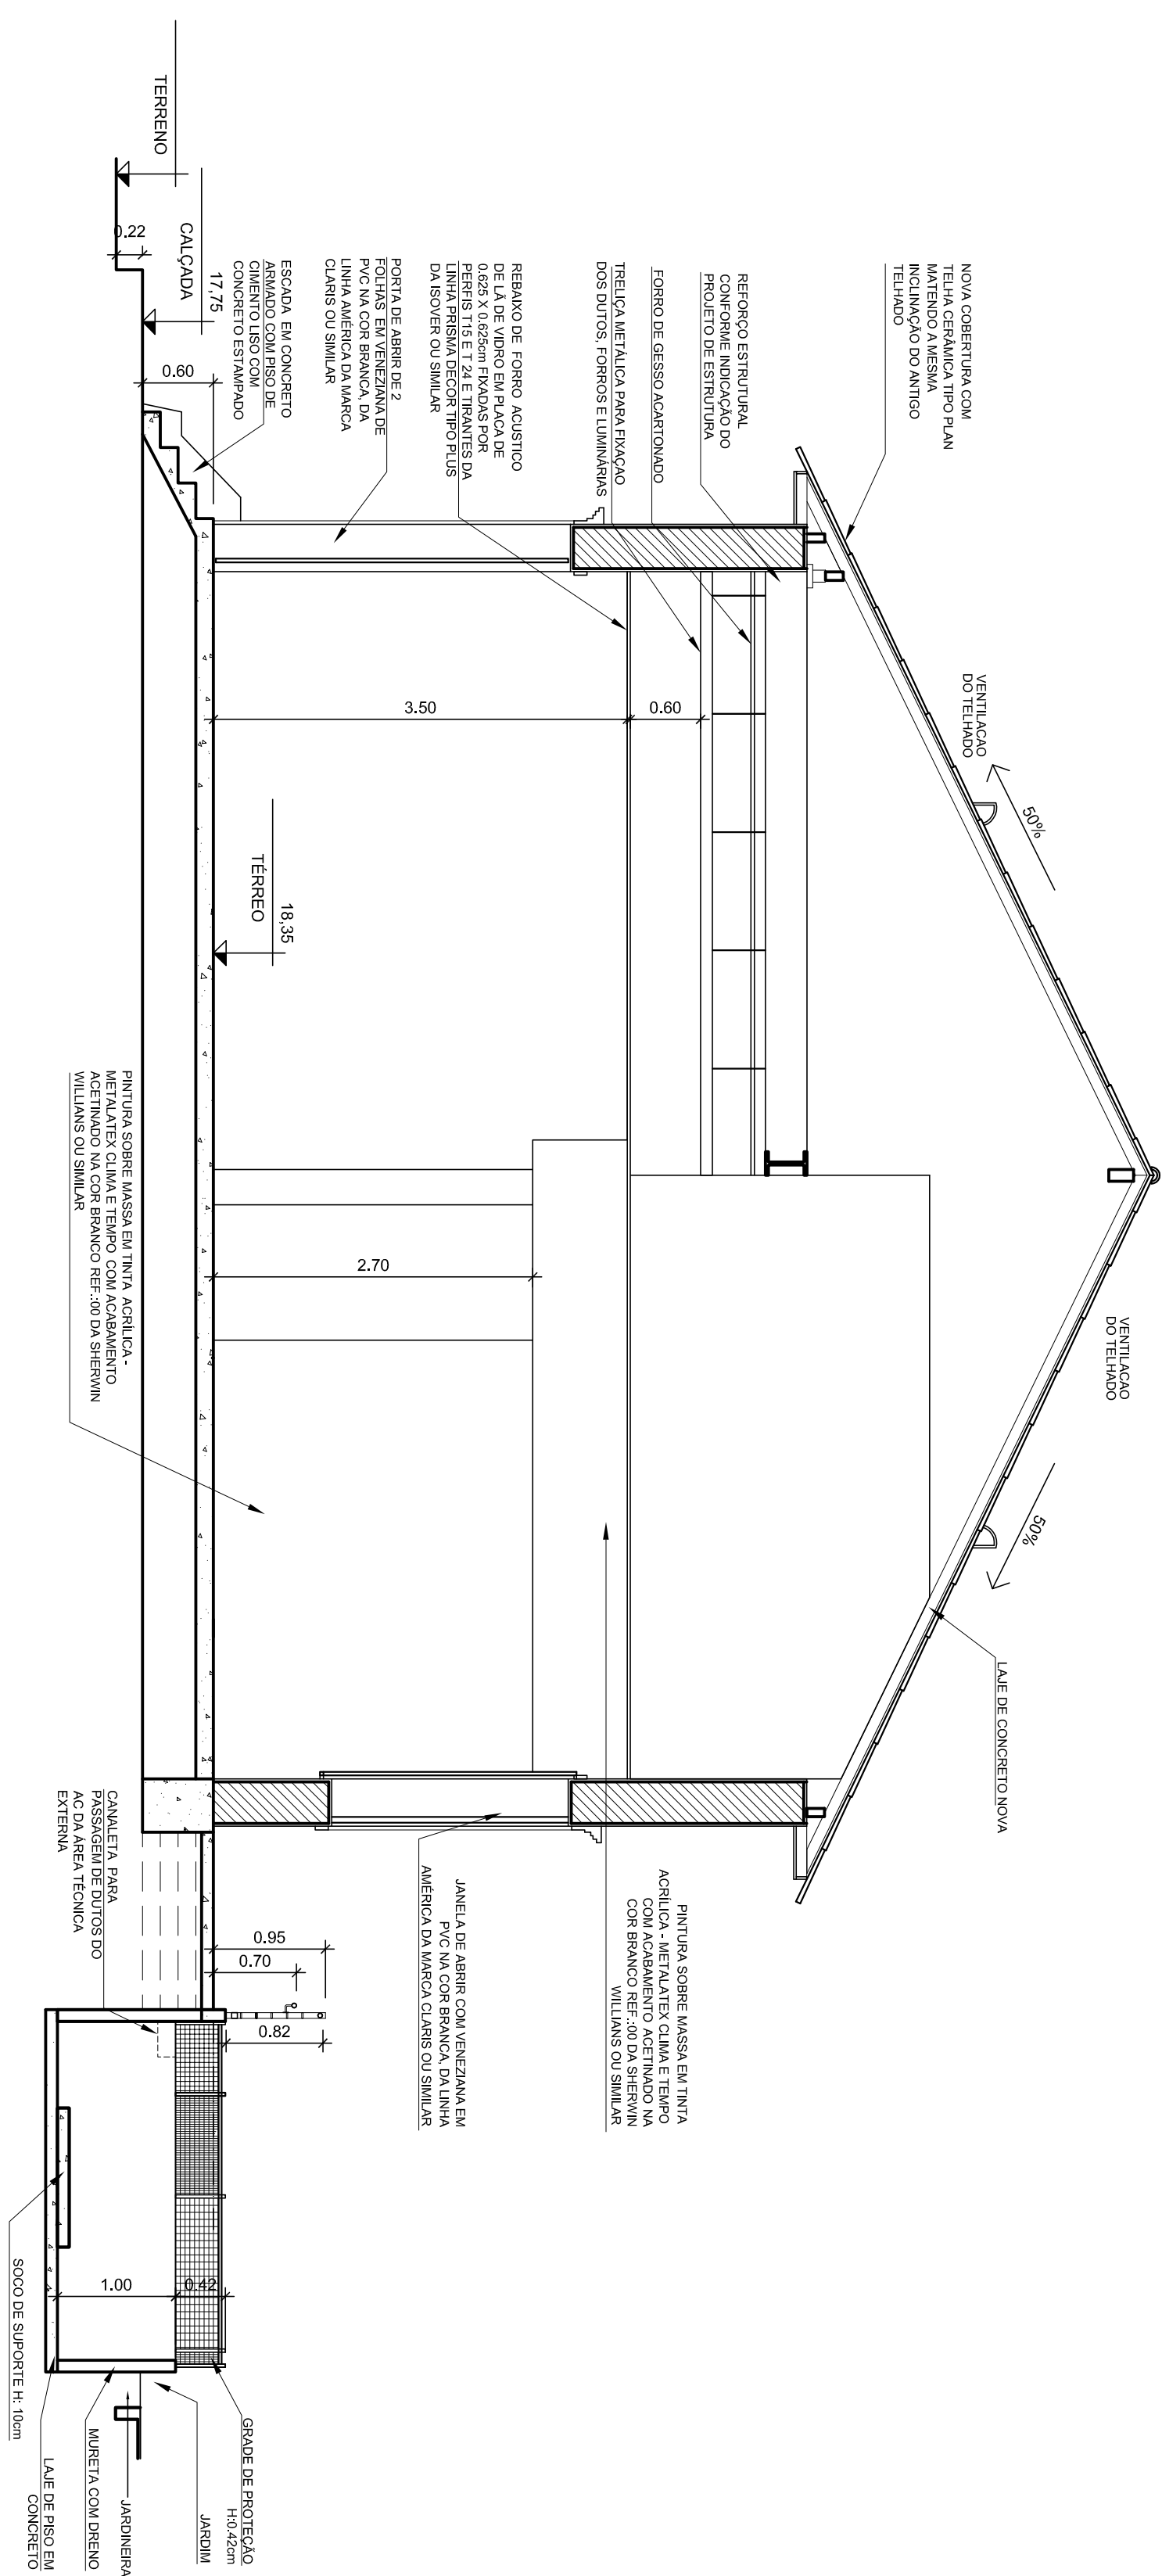 NOVA COBERTURA COM
TELHA CERÂMICA TIPO PLAN
MATENDO A MESMA
INCLINAÇÃO DO ANTIGO
TELHADO
REFORÇO ESTRUTURAL
CONFORME INDICAÇÃO DO
PROJETO DE ESTRUTURA
FORRO DE GESSO ACARTONADO
TRELIÇA METÁLICA PARA FIXAÇAO
DOS DUTOS, FORROS E LUMINÁRIAS
REBAIXO DE FORRO ACUSTICO
DE LÃ DE VIDRO EM PLACA DE
0.625 X 0.625cm FIXADAS POR
PERFIS T15 E T 24 E TIRANTES DA
LINHA PRISMA DECOR TIPO PLUS
DA ISOVER OU SIMILAR
PORTA DE ABRIR DE 2
FOLHAS EM VENEZIANA DE
PVC NA COR BRANCA, DA
LINHA AMÉRICA DA MARCA
CLARIS OU SIMILAR
ESCADA EM CONCRETO
ARMADO COM PISO DE
CIMENTO LISO COM
CONCRETO ESTAMPADO
17,75
CALÇADA
TERRENO
0.22
0.60
VENTILACAO
DO TELHADO
50%
3.50
0.60
18,35
TÉRREO
2.70
VENTILACAO
DO TELHADO
50%
LAJE DE CONCRETO NOVA
PINTURA SOBRE MASSA EM TINTA ACRÍLICA -
METALATEX CLIMA E TEMPO COM ACABAMENTO
ACETINADO NA COR BRANCO REF.:00 DA SHERWIN
WILLIANS OU SIMILAR
PINTURA SOBRE MASSA EM TINTA
ACRÍLICA - METALATEX CLIMA E TEMPO
COM ACABAMENTO ACETINADO NA
COR BRANCO REF.:00 DA SHERWIN
WILLIANS OU SIMILAR
JANELA DE ABRIR COM VENEZIANA EM
PVC NA COR BRANCA, DA LINHA
AMÉRICA DA MARCA CLARIS OU SIMILAR
CANALETA PARA
PASSAGEM DE DUTOS DO
AC DA ÁREA TÉCNICA
EXTERNA
0.95
0.70
0.82
1.00
0.42
GRADE DE PROTEÇÃO
H:0.42cm
JARDIM
JARDINEIRA
MURETA COM DRENO
LAJE DE PISO EM
CONCRETO
SOCO DE SUPORTE H: 10cm